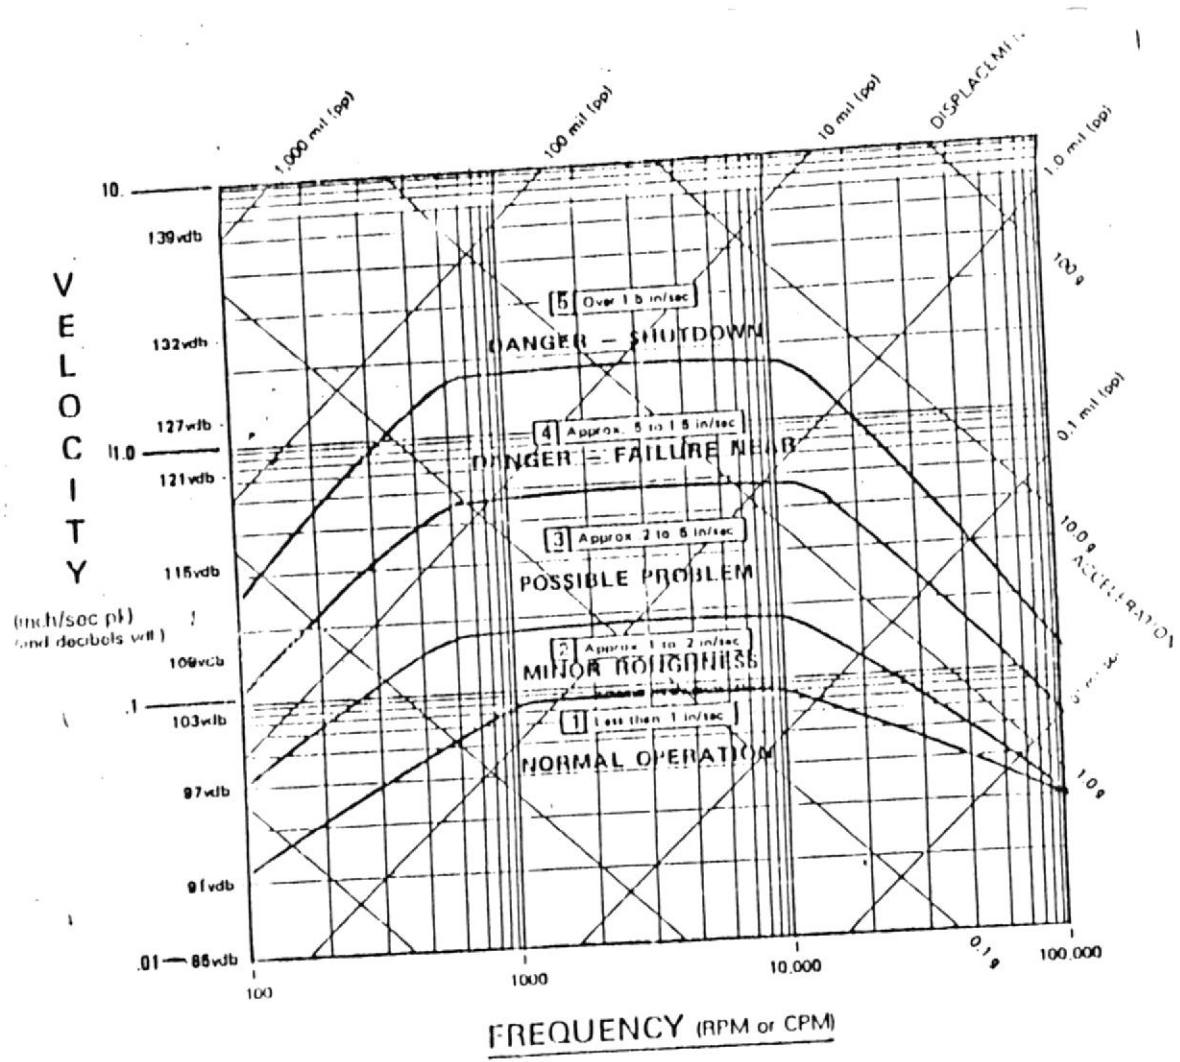 1,000 mil (pp)
100 mil (pp)
10 mil (pp)
1.0 mil (pp)
10.
139vdb
100 g
5 Over 1.5 in/sec
132vdb
DANGER – SHUTDOWN
VELOCITY
0.1 mil (pp)
127vdb
4 Approx. .5 to 1.5 in/sec
1.0
DANGER – FAILURE NEAR
121vdb
10.0 g
3 Approx .2 to .5 in/sec
ACCELERATION
115vdb
POSSIBLE PROBLEM
(inch/sec pk)
109vdb
2 Approx .1 to .2 in/sec
MINOR ROUGHNESS
.1
103vdb
1 Less than .1 in/sec
NORMAL OPERATION
1.0g
97vdb
91vdb
.01
85vdb
0.1g
100
1000
10,000
100,000
FREQUENCY (RPM or CPM)